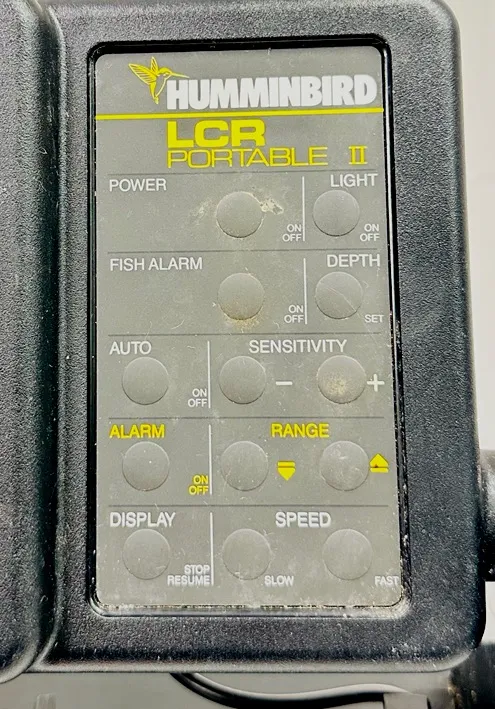 HUMMINBIRD
LCR
PORTABLE II
POWER
ON
OFF
LIGHT
ON
OFF
FISH ALARM
ON
OFF
DEPTH
SET
AUTO
ON
OFF
SENSITIVITY
- +
ALARM
ON
OFF
RANGE
DISPLAY
STOP
RESUME
SPEED
SLOW
FAST